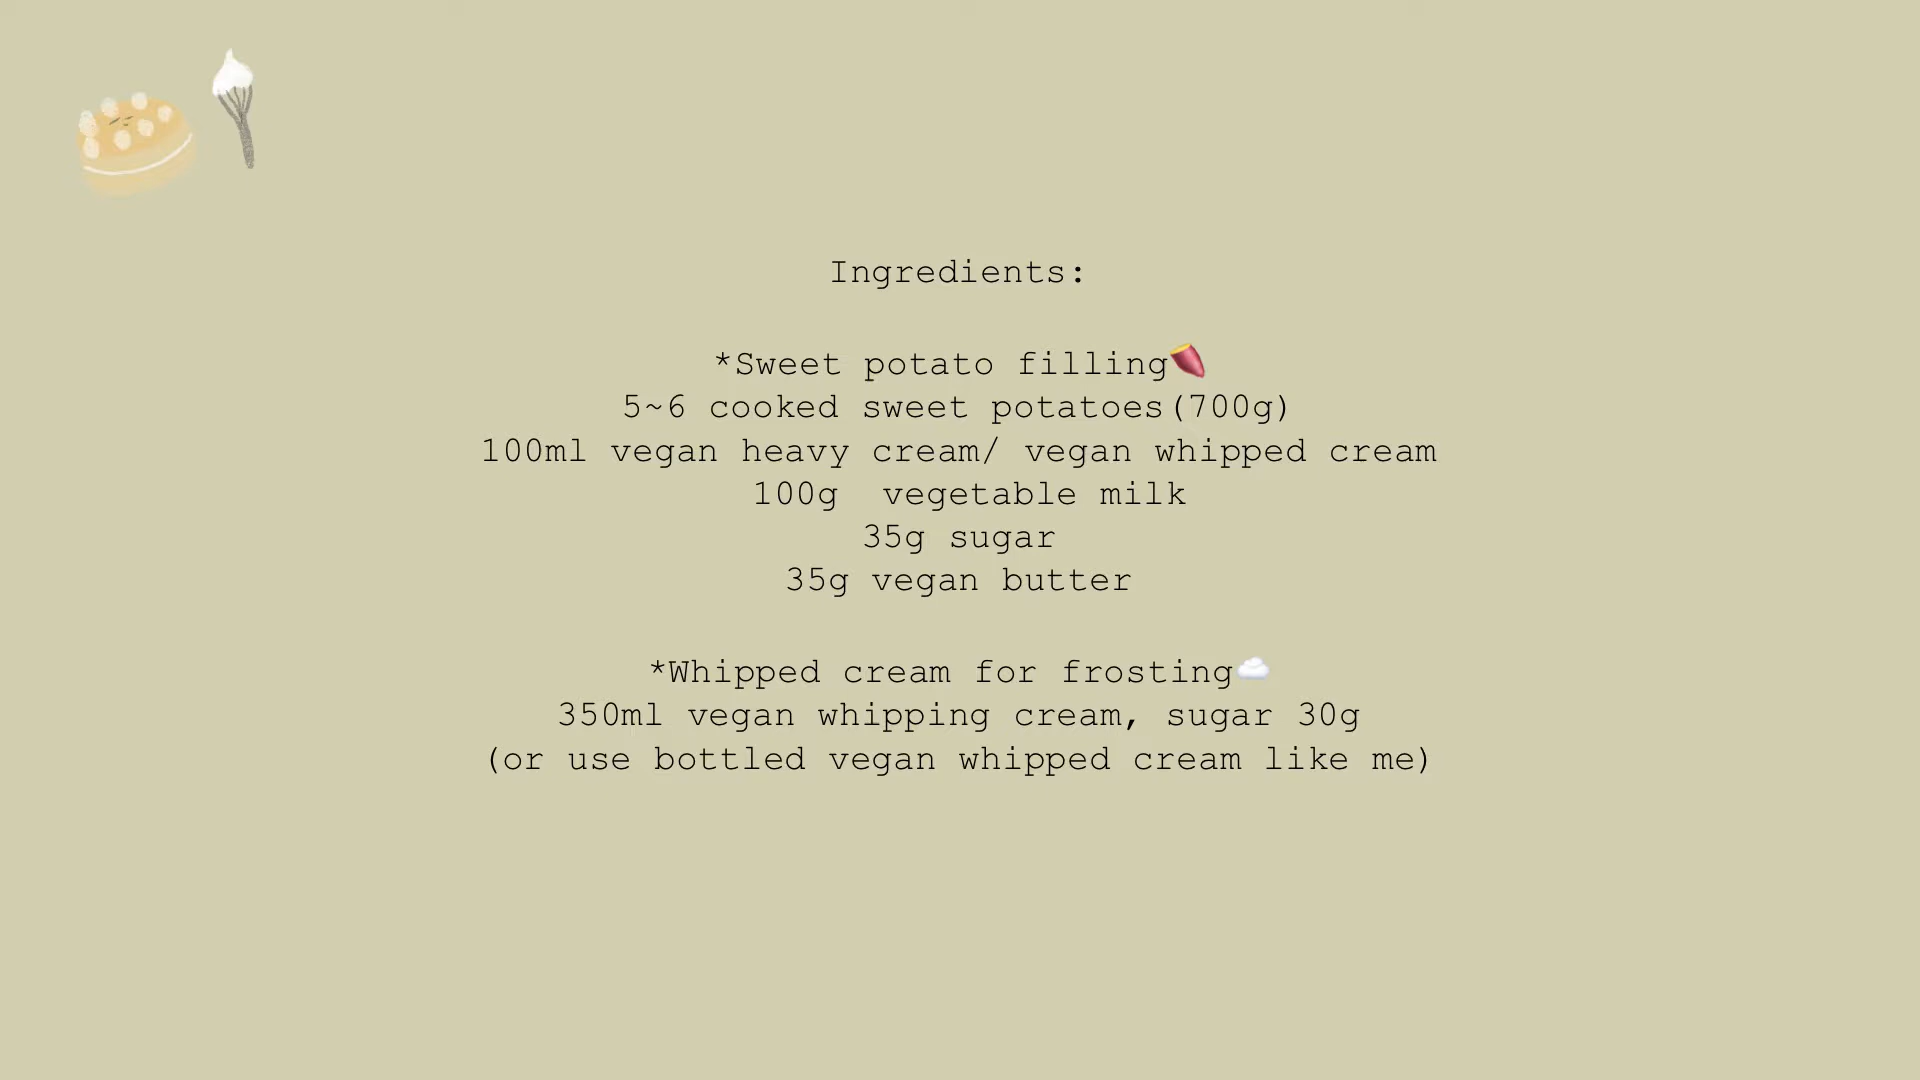 Ingredients:
*Sweet potato filling🍠
5~6 cooked sweet potatoes(700g)
100ml vegan heavy cream/ vegan whipped cream
100g  vegetable milk
35g sugar
35g vegan butter
*Whipped cream for frosting☁️
350ml vegan whipping cream, sugar 30g
(or use bottled vegan whipped cream like me)